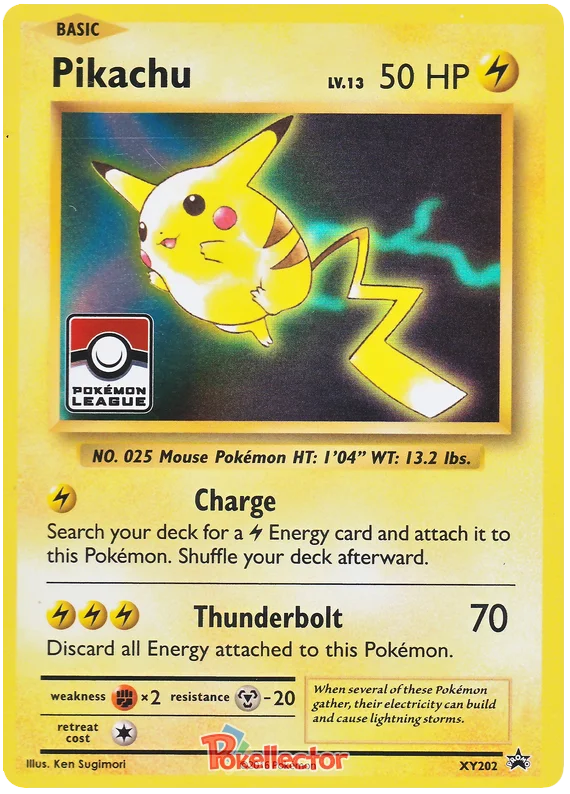 BASIC
Pikachu LV.13 50 HP
POKÉMON
LEAGUE
NO. 025 Mouse Pokémon HT: 1'04" WT: 13.2 lbs.
Charge
Search your deck for a Energy card and attach it to
this Pokémon. Shuffle your deck afterward.
Thunderbolt 70
Discard all Energy attached to this Pokémon.
weakness ×2 resistance -20
retreat
cost
When several of these Pokémon
gather, their electricity can build
and cause lightning storms.
Pokellector
Illus. Ken Sugimori ©2016 Pokémon XY202
PROMO